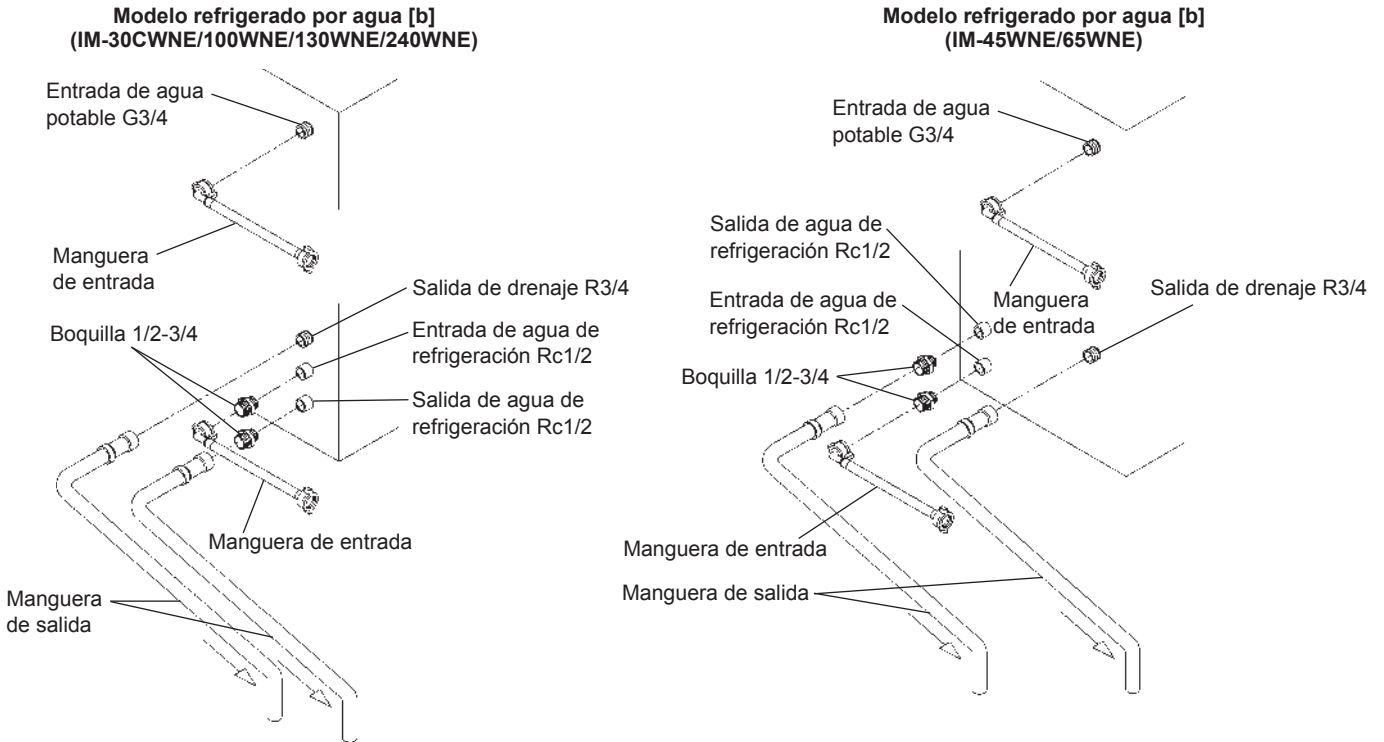 Modelo refrigerado por agua [b]
(IM-30CWNE/100WNE/130WNE/240WNE)
Entrada de agua
potable G3/4
Manguera
de entrada
Salida de drenaje R3/4
Boquilla 1/2-3/4
Entrada de agua de
refrigeración Rc1/2
Salida de agua de
refrigeración Rc1/2
Manguera de entrada
Manguera
de salida
Modelo refrigerado por agua [b]
(IM-45WNE/65WNE)
Entrada de agua
potable G3/4
Salida de agua de
refrigeración Rc1/2
Entrada de agua de
refrigeración Rc1/2
Manguera
de entrada
Salida de drenaje R3/4
Boquilla 1/2-3/4
Manguera de entrada
Manguera de salida